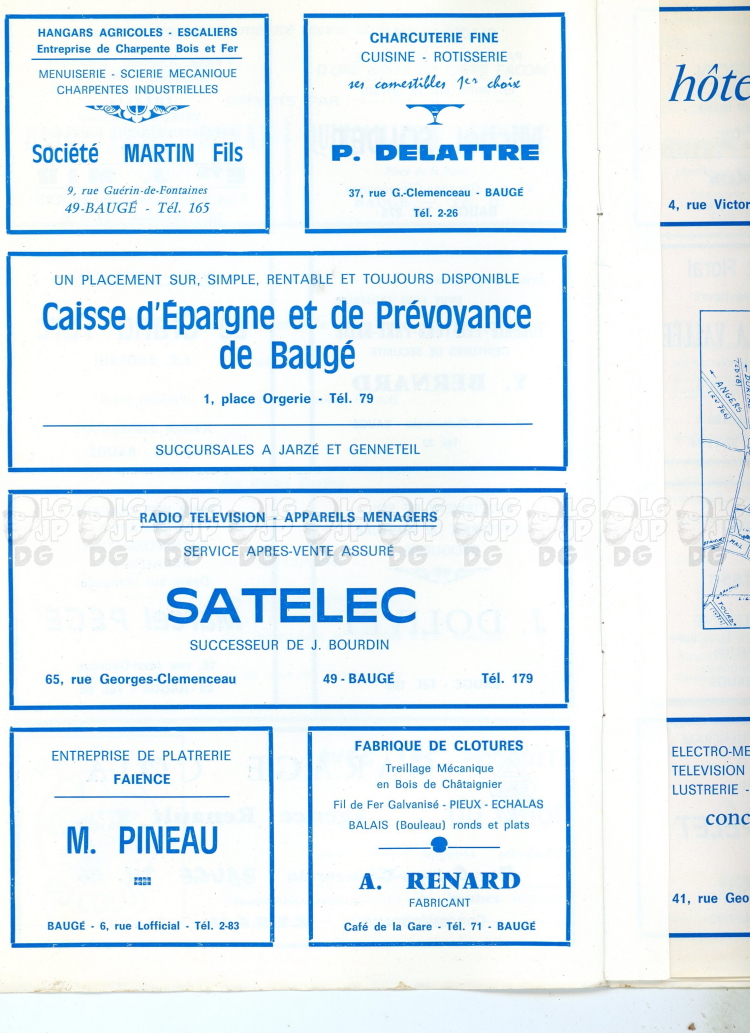 HANGARS AGRICOLES - ESCALIERS
Entreprise de Charpente Bois et Fer
MENUISERIE - SCIERIE MECANIQUE
CHARPENTES INDUSTRIELLES
Société MARTIN Fils
9, rue Guérin-de-Fontaines
49-BAUGÉ - Tél. 165
CHARCUTERIE FINE
CUISINE - ROTISSERIE
ses comestibles 1er choix
P. DELATTRE
37, rue G.-Clemenceau - BAUGÉ
Tél. 2-26
UN PLACEMENT SUR, SIMPLE, RENTABLE ET TOUJOURS DISPONIBLE
Caisse d'Épargne et de Prévoyance
de Baugé
1, place Orgerie - Tél. 79
SUCCURSALES A JARZÉ ET GENNETEIL
RADIO TELEVISION - APPAREILS MENAGERS
SERVICE APRES-VENTE ASSURÉ
SATELEC
SUCCESSEUR DE J. BOURDIN
65, rue Georges-Clemenceau 49 - BAUGÉ Tél. 179
ENTREPRISE DE PLATRERIE
FAIENCE
M. PINEAU
BAUGÉ - 6, rue Lofficial - Tél. 2-83
FABRIQUE DE CLOTURES
Treillage Mécanique
en Bois de Châtaignier
Fil de Fer Galvanisé - PIEUX - ECHALAS
BALAIS (Bouleau) ronds et plats
A. RENARD
FABRICANT
Café de la Gare - Tél. 71 - BAUGÉ
hôte
4, rue Victor
ANGERS
MAIL
ELECTRO-ME
TELEVISION
LUSTRERIE -
conc
41, rue Geo
LG
JP
DG